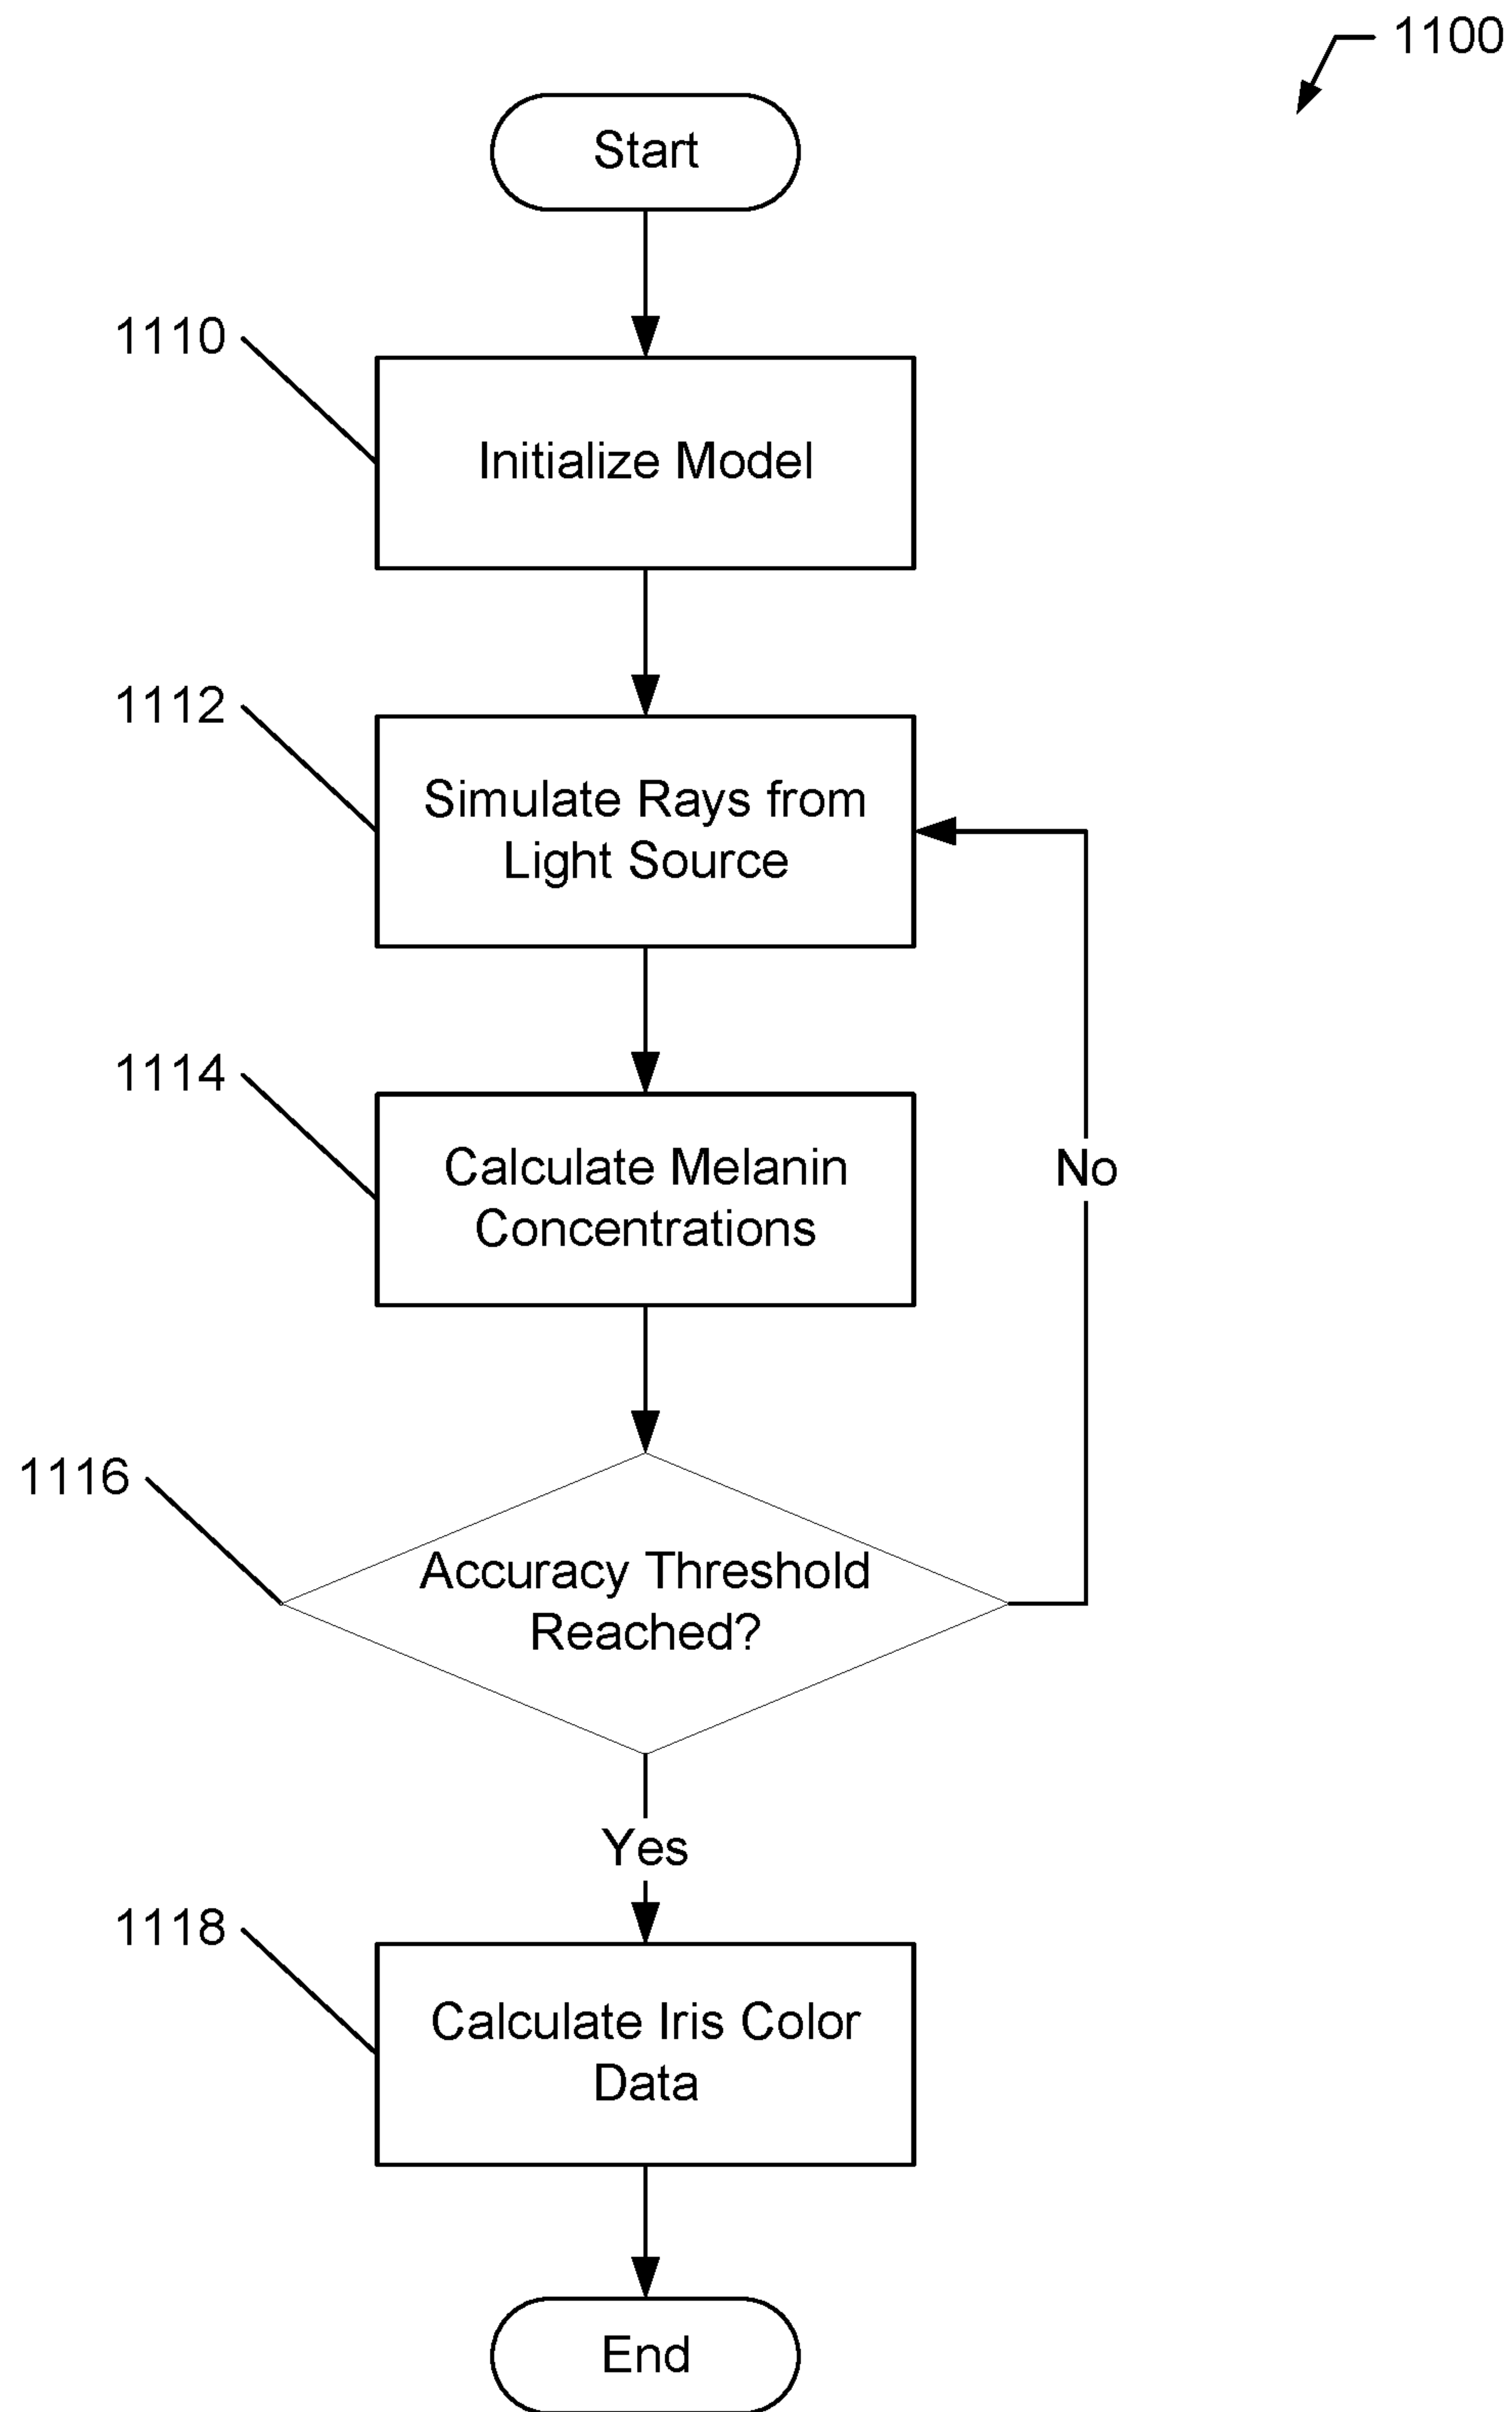 1100
Start
1110
Initialize Model
1112
Simulate Rays from
Light Source
1114
Calculate Melanin
Concentrations
No
1116
Accuracy Threshold
Reached?
Yes
1118
Calculate Iris Color
Data
End